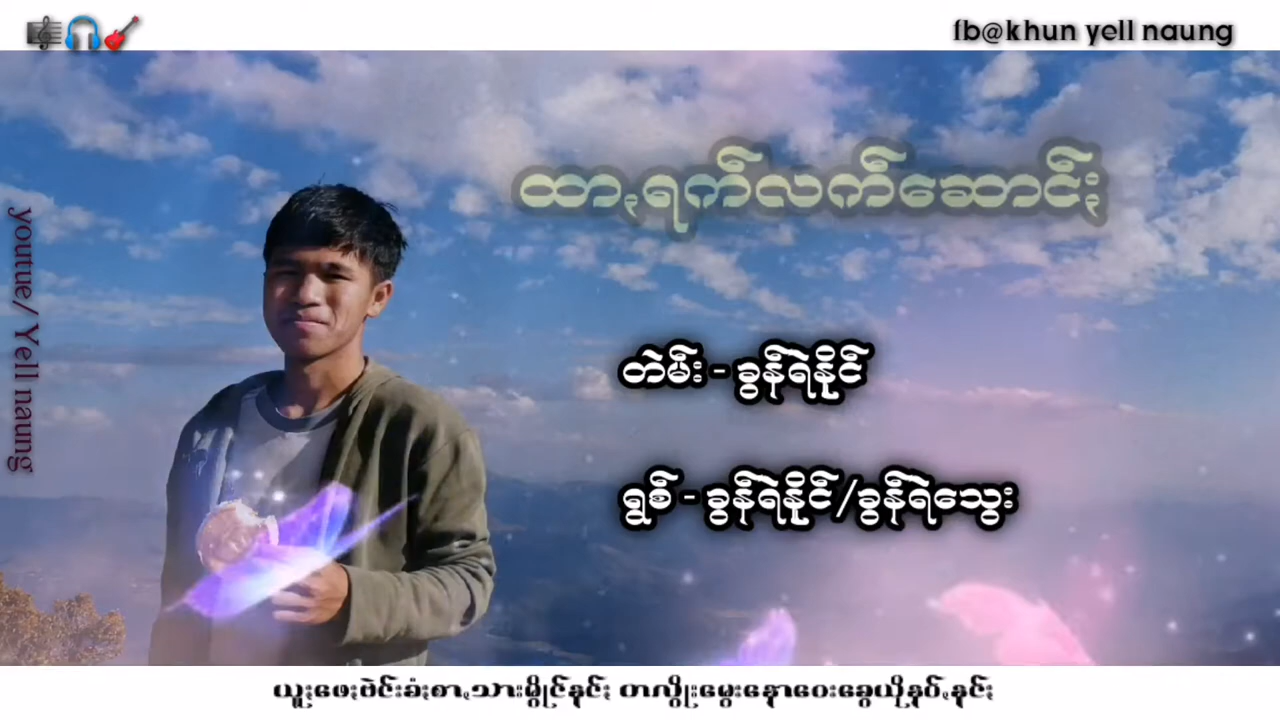 fb@khun yell naung
ထာႇရက်လက်ဆောင်ႈ
youtue/ Yell naung
တဲမ်း - ခွန်ရဲနိုင်
ရွစ် - ခွန်ရဲနိုင်/ခွန်ရဲသွေး